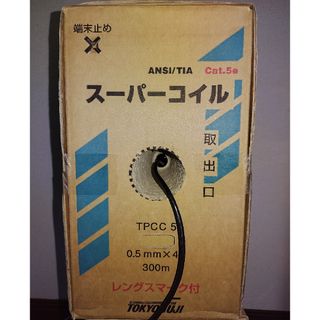 端末止め
ANSI/TIA Cat.5e
スーパーコイル
取出口
TPCC 5
0.5 mm×4
300m
レングスマーク付